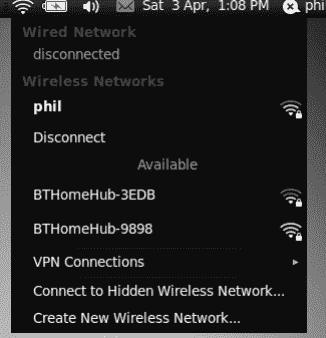 Sat 3 Apr, 1:08 PM phi
Wired Network
disconnected
Wireless Networks
phil
Disconnect
Available
BTHomeHub-3EDB
BTHomeHub-9898
VPN Connections
Connect to Hidden Wireless Network...
Create New Wireless Network...